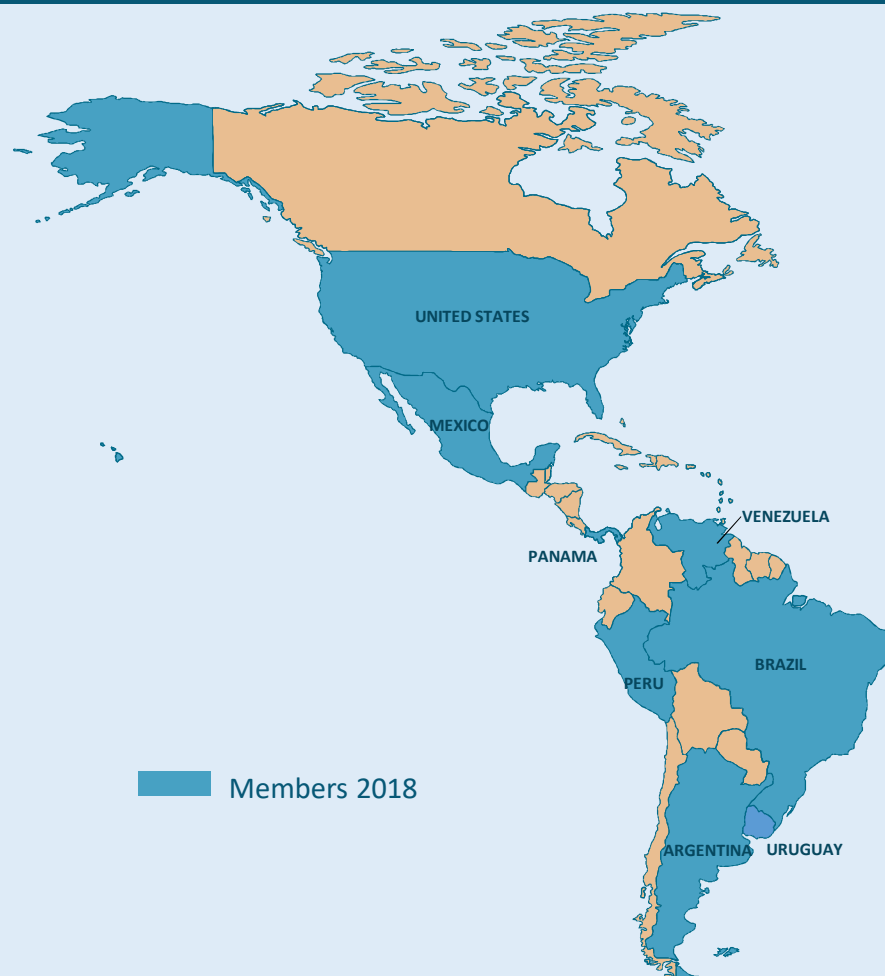 UNITED STATES
MEXICO
VENEZUELA
PANAMA
BRAZIL
PERU
Members 2018
ARGENTINA
URUGUAY